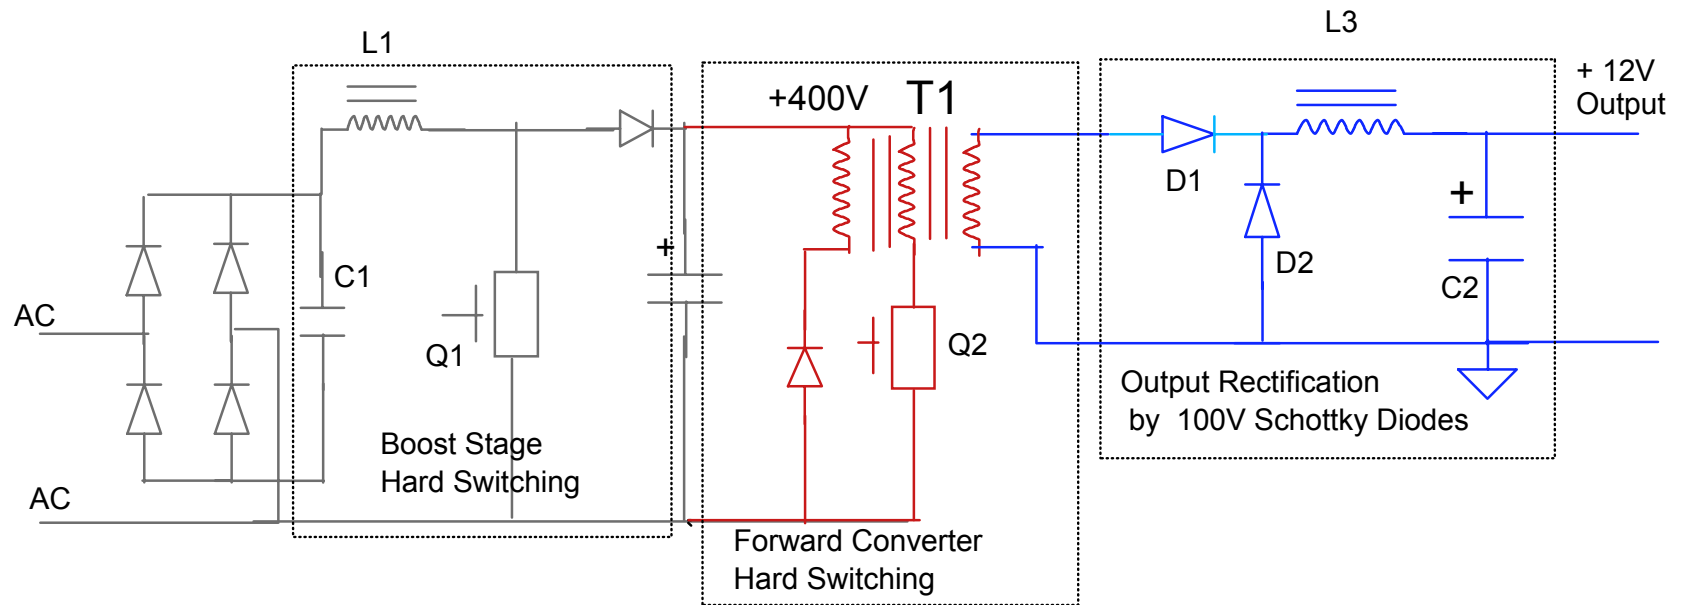 L1
L3
+400V
T1
+ 12V
Output
D1
+
+
D2
C1
C2
AC
Q1
Q2
Output Rectification
by 100V Schottky Diodes
Boost Stage
Hard Switching
AC
Forward Converter
Hard Switching